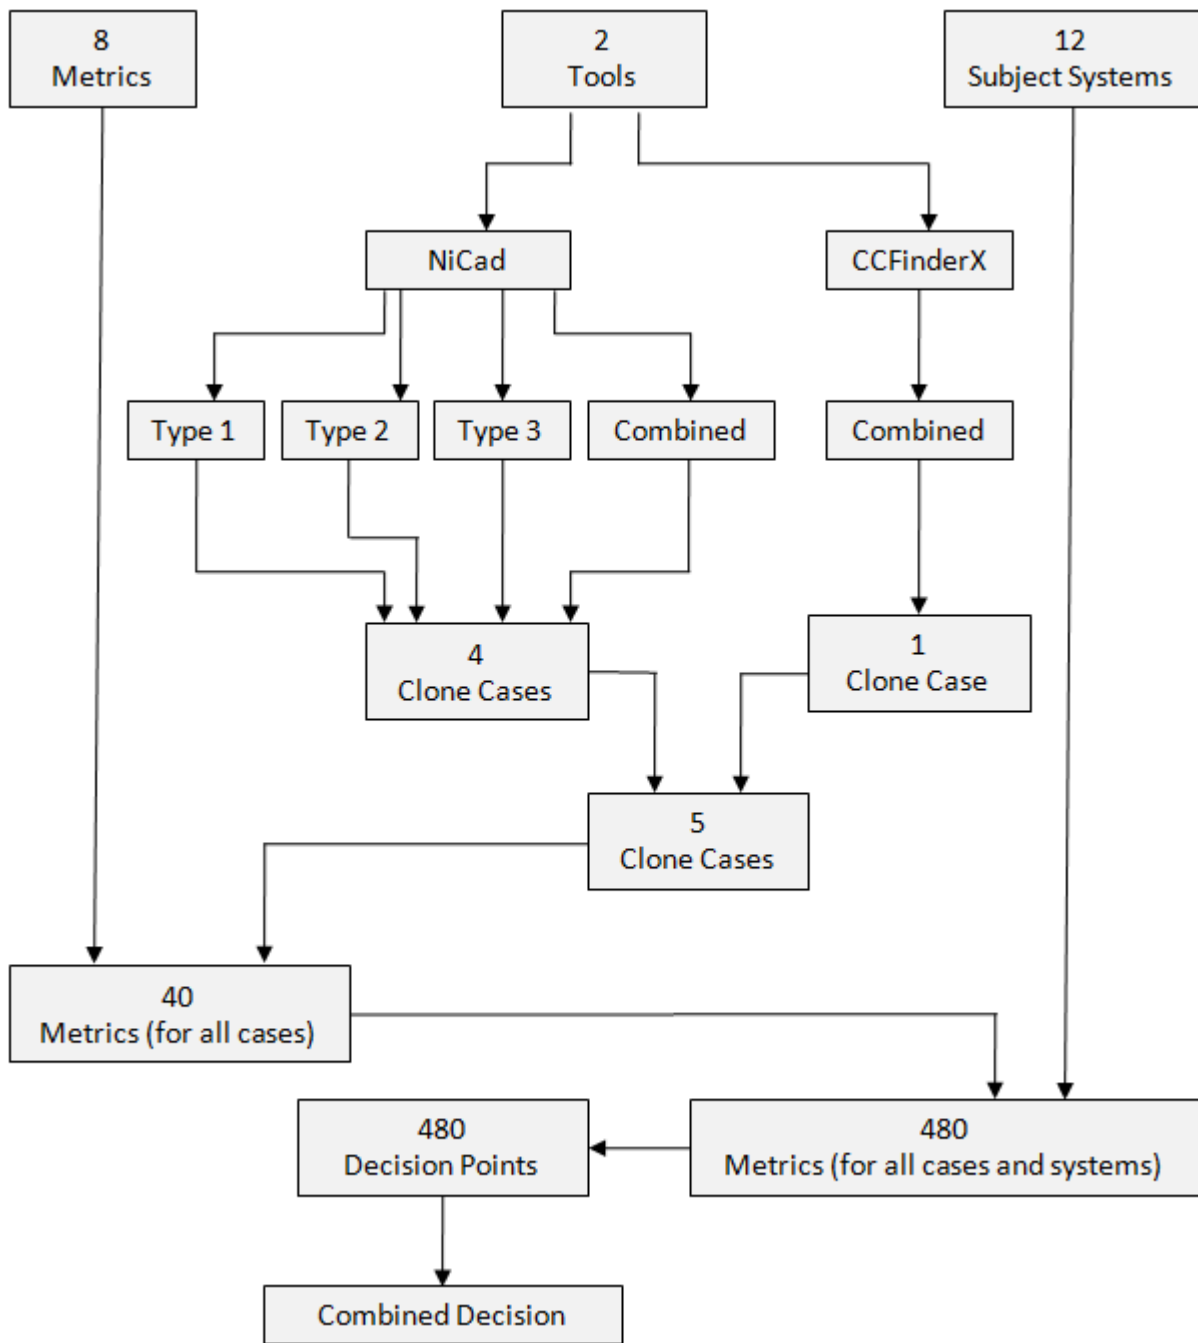 8
Metrics
2
Tools
12
Subject Systems
NiCad
CCFinderX
Type 1
Type 2
Type 3
Combined
Combined
4
Clone Cases
1
Clone Case
5
Clone Cases
40
Metrics (for all cases)
480
Decision Points
480
Metrics (for all cases and systems)
Combined Decision